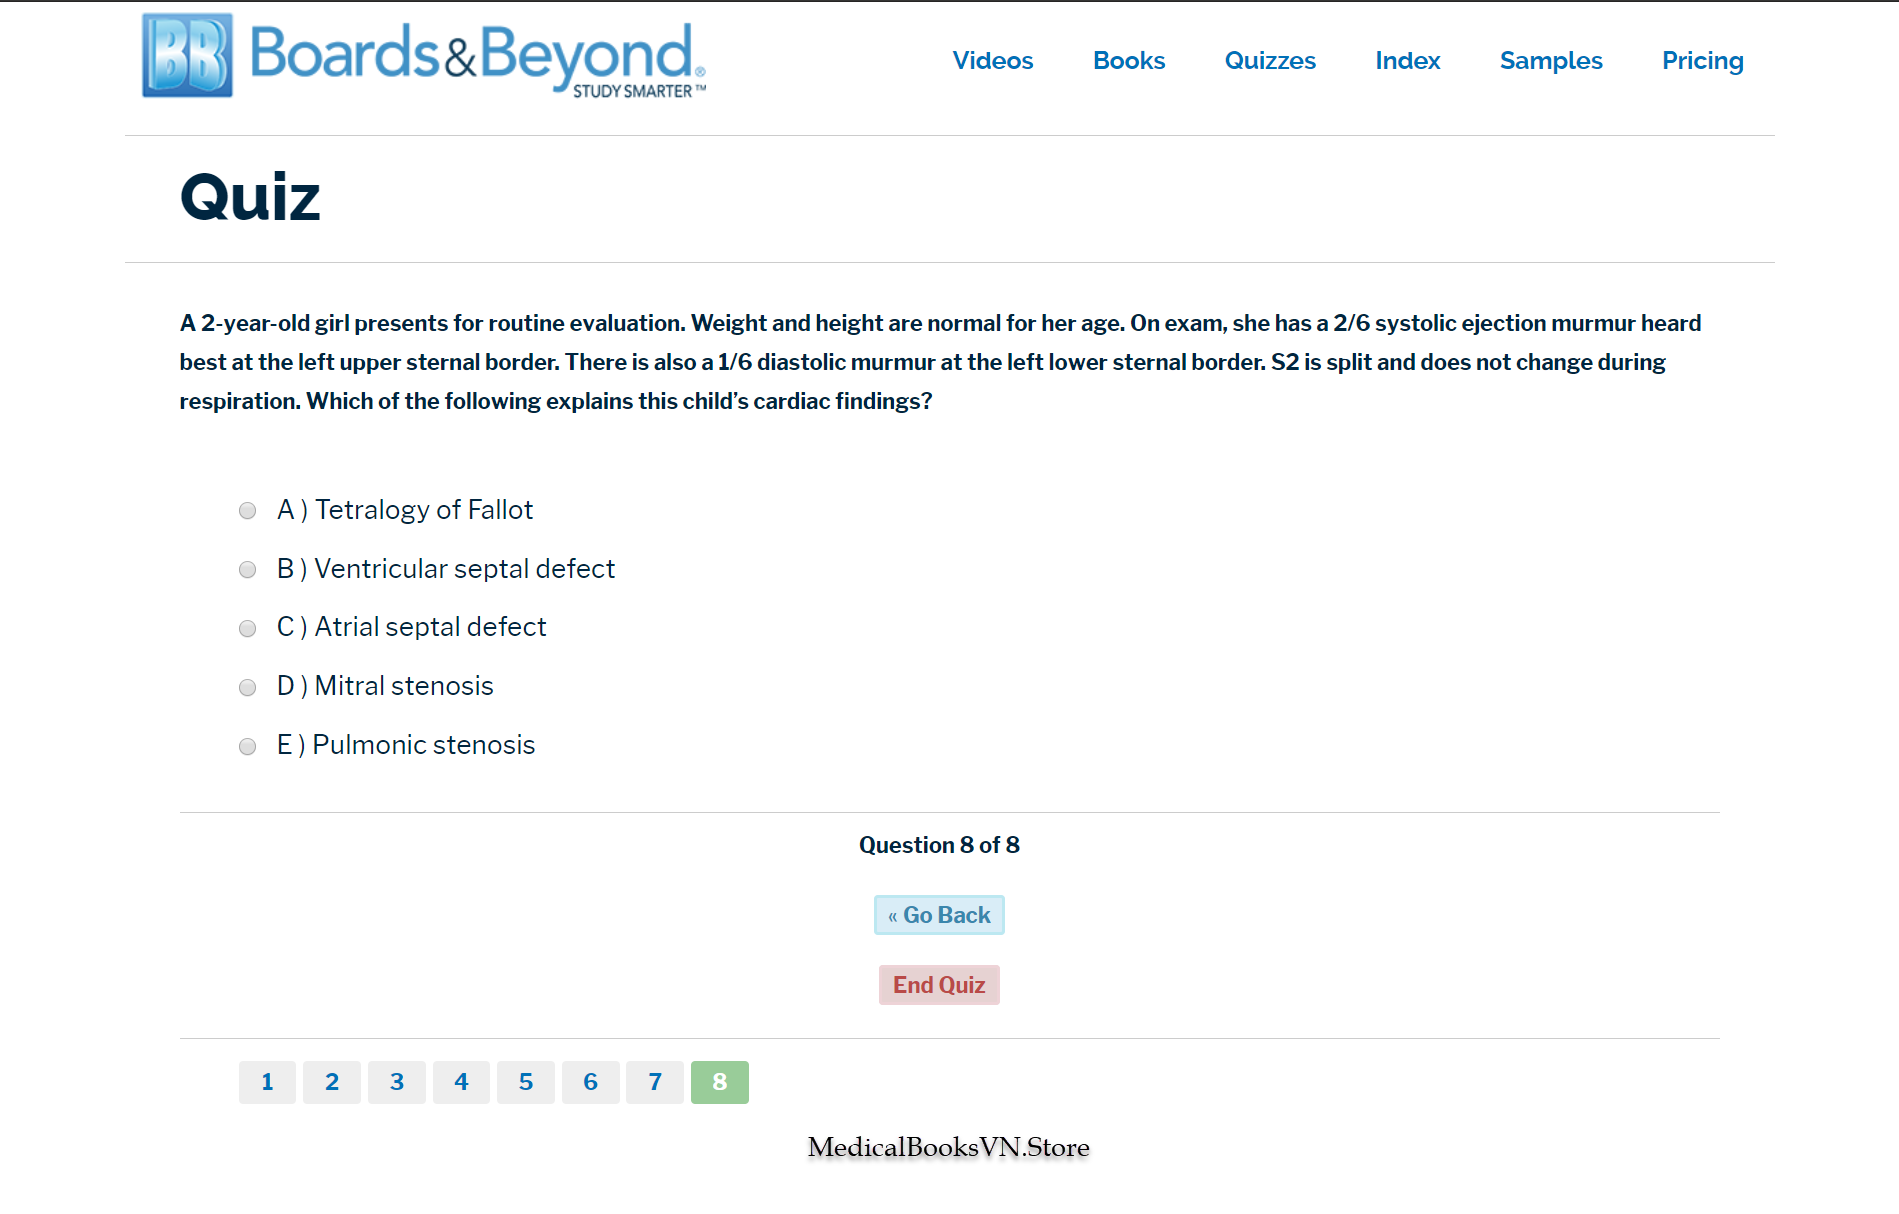 BB Boards&Beyond®
STUDY SMARTER™
Videos Books Quizzes Index Samples Pricing
Quiz
A 2-year-old girl presents for routine evaluation. Weight and height are normal for her age. On exam, she has a 2/6 systolic ejection murmur heard
best at the left upper sternal border. There is also a 1/6 diastolic murmur at the left lower sternal border. S2 is split and does not change during
respiration. Which of the following explains this child’s cardiac findings?
A ) Tetralogy of Fallot
B ) Ventricular septal defect
C ) Atrial septal defect
D ) Mitral stenosis
E ) Pulmonic stenosis
Question 8 of 8
« Go Back
End Quiz
1 2 3 4 5 6 7 8
MedicalBooksVN.Store